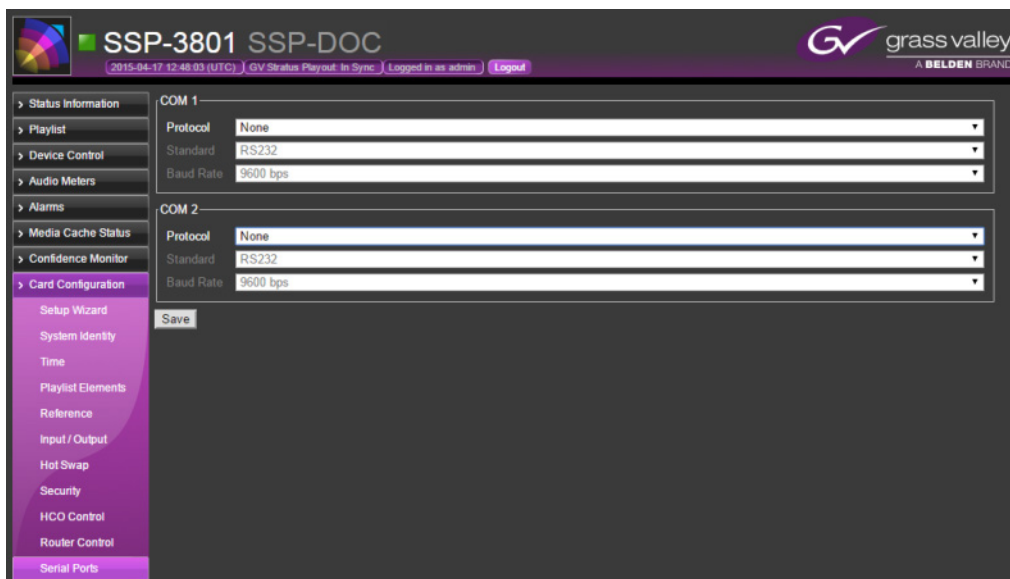 SSP-3801 SSP-DOC
2015-04-17 12:48:03 (UTC) GV Stratus Playout: In Sync Logged in as admin Logout
GV grass valley
A BELDEN BRAND
Status Information
Playlist
Device Control
Audio Meters
Alarms
Media Cache Status
Confidence Monitor
Card Configuration
Setup Wizard
System Identity
Time
Playlist Elements
Reference
Input / Output
Hot Swap
Security
HCO Control
Router Control
Serial Ports
COM 1
Protocol None
Standard RS232
Baud Rate 9600 bps
COM 2
Protocol None
Standard RS232
Baud Rate 9600 bps
Save